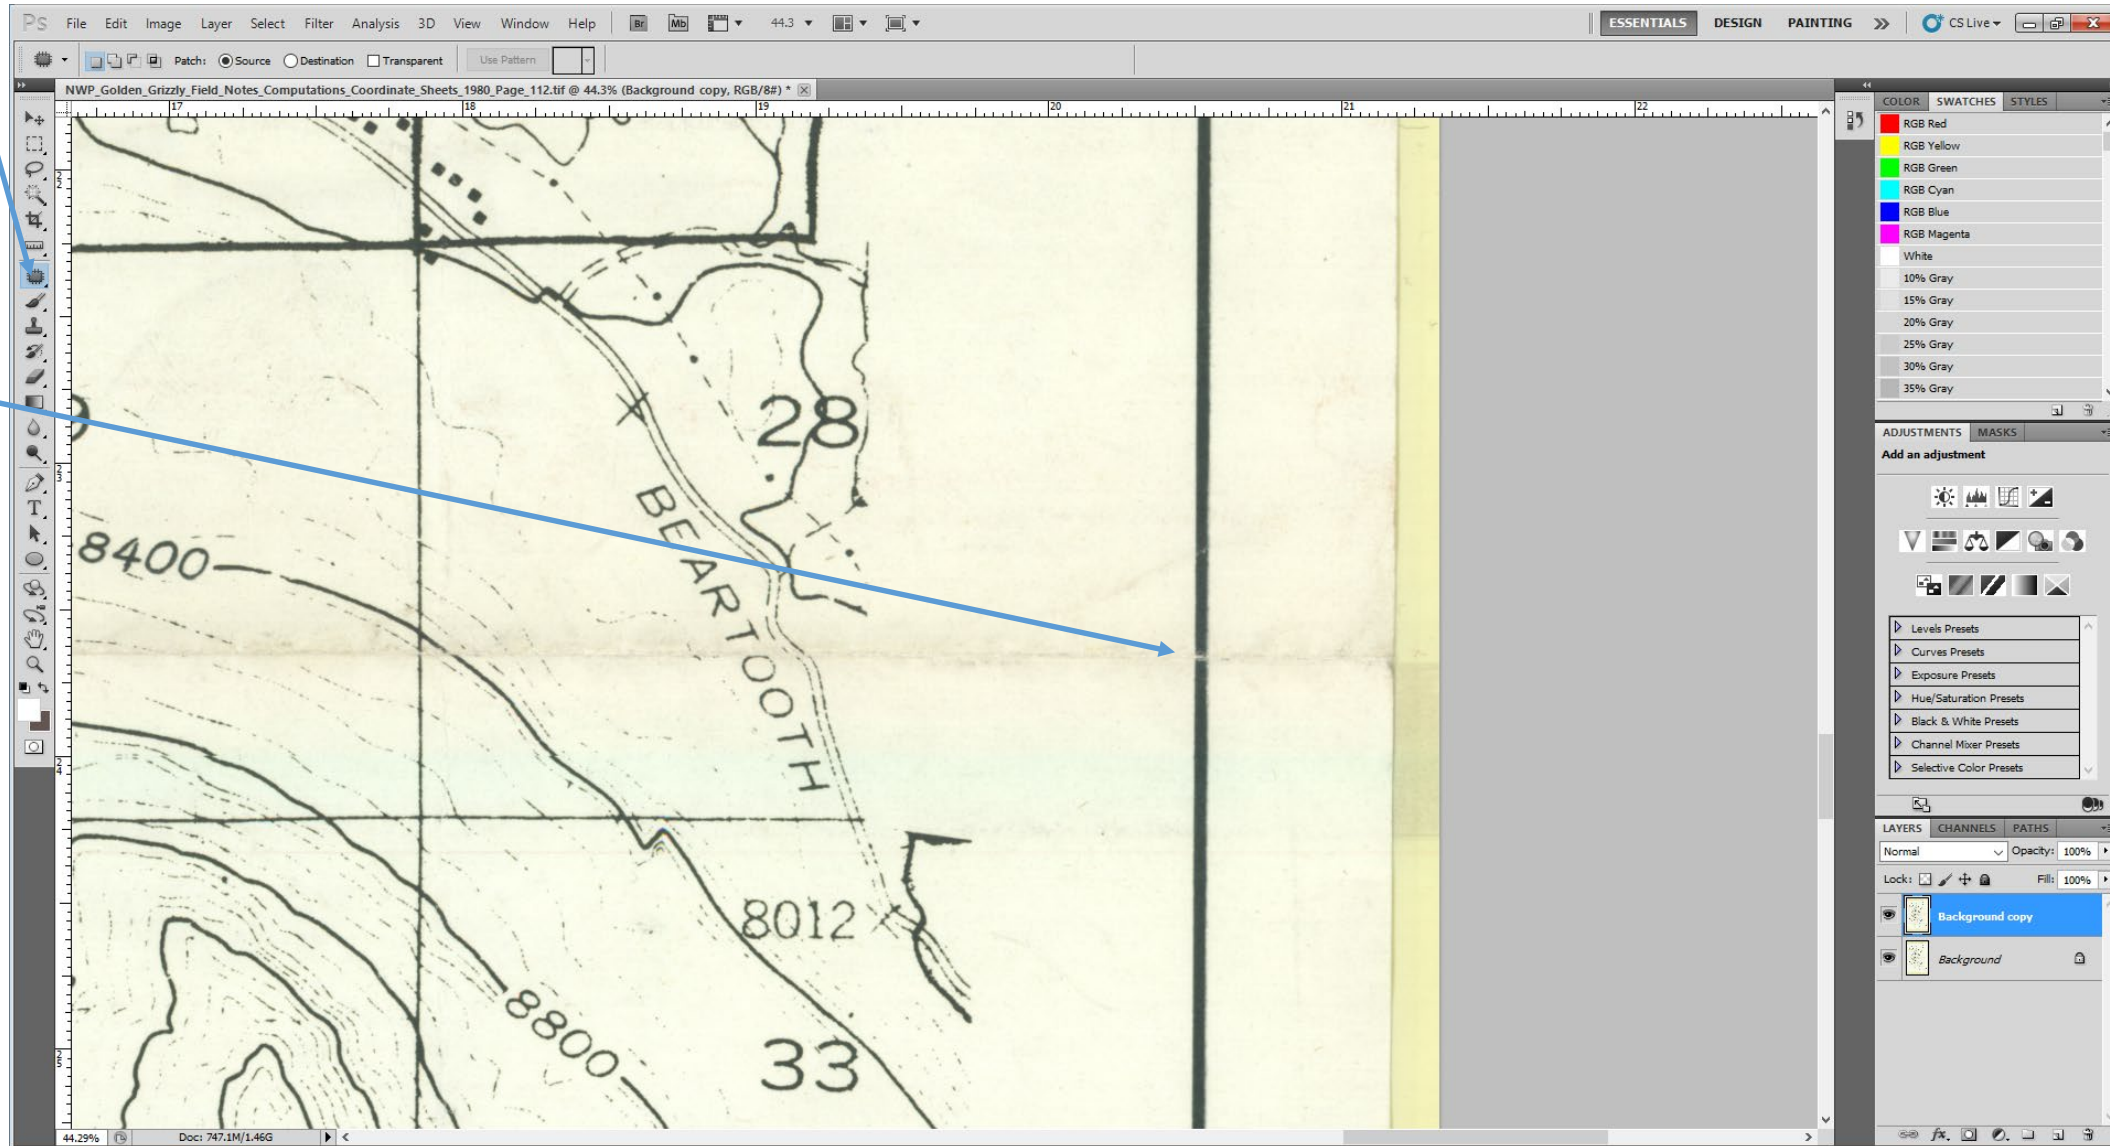 Ps File Edit Image Layer Select Filter Analysis 3D View Window Help Br Mb 44.3 ESSENTIALS DESIGN PAINTING CS Live
Patch: Source Destination Transparent Use Pattern
NWP_Golden_Grizzly_Field_Notes_Computations_Coordinate_Sheets_1980_Page_112.tif @ 44.3% (Background copy, RGB/8#) *
17 18 19 20 21 22
28
BEARTOOTH
8400
8012
8800
33
44.29% Doc: 747.1M/1.46G
COLOR SWATCHES STYLES
RGB Red
RGB Yellow
RGB Green
RGB Cyan
RGB Blue
RGB Magenta
White
10% Gray
15% Gray
20% Gray
25% Gray
30% Gray
35% Gray
ADJUSTMENTS MASKS
Add an adjustment
Levels Presets
Curves Presets
Exposure Presets
Hue/Saturation Presets
Black & White Presets
Channel Mixer Presets
Selective Color Presets
LAYERS CHANNELS PATHS
Normal Opacity: 100%
Lock: Fill: 100%
Background copy
Background